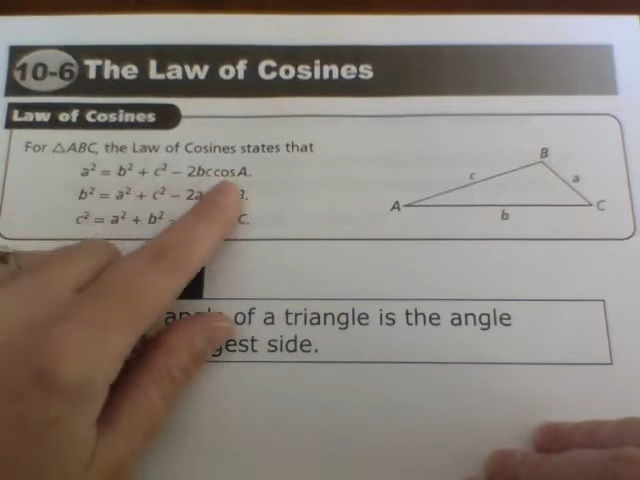 10-6 The Law of Cosines
Law of Cosines
For △ABC, the Law of Cosines states that
a² = b² + c² − 2bccosA.
b² = a² + c² − 2a B.
c² = a² + b² − C.
B
c
a
A
C
b
angle of a triangle is the angle
side.